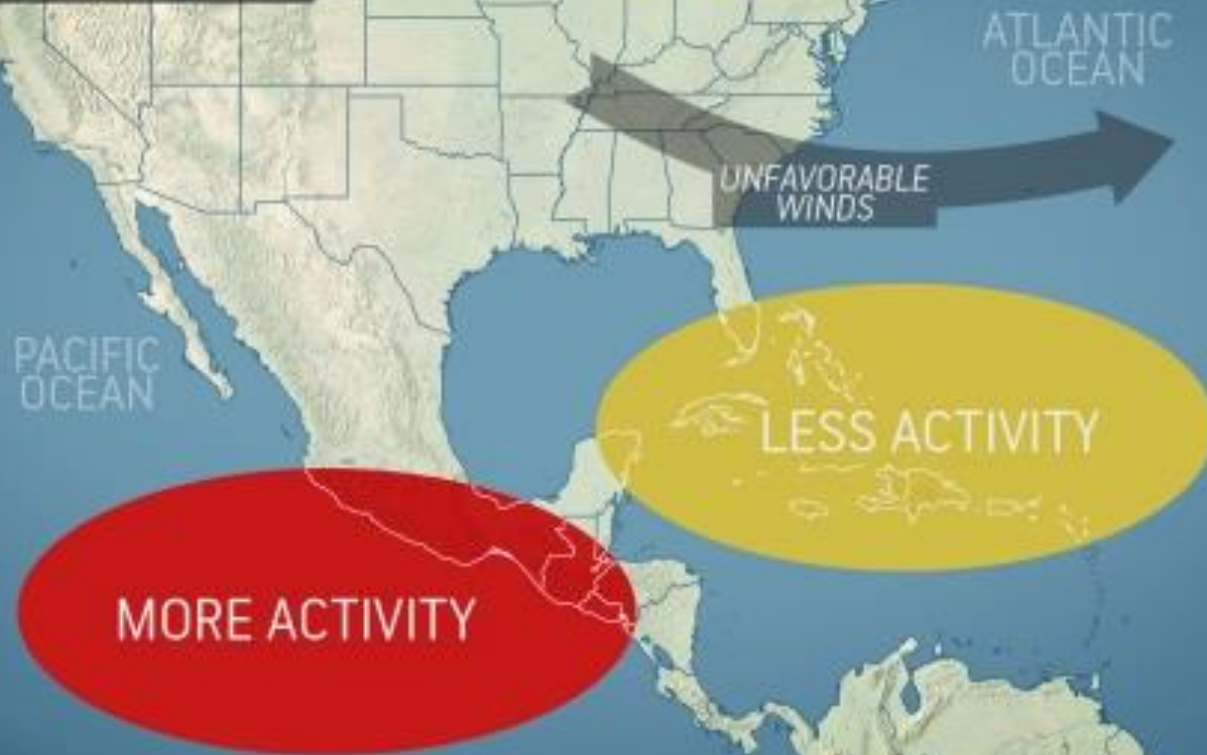 ATLANTIC
OCEAN
UNFAVORABLE
WINDS
PACIFIC
OCEAN
LESS ACTIVITY
MORE ACTIVITY